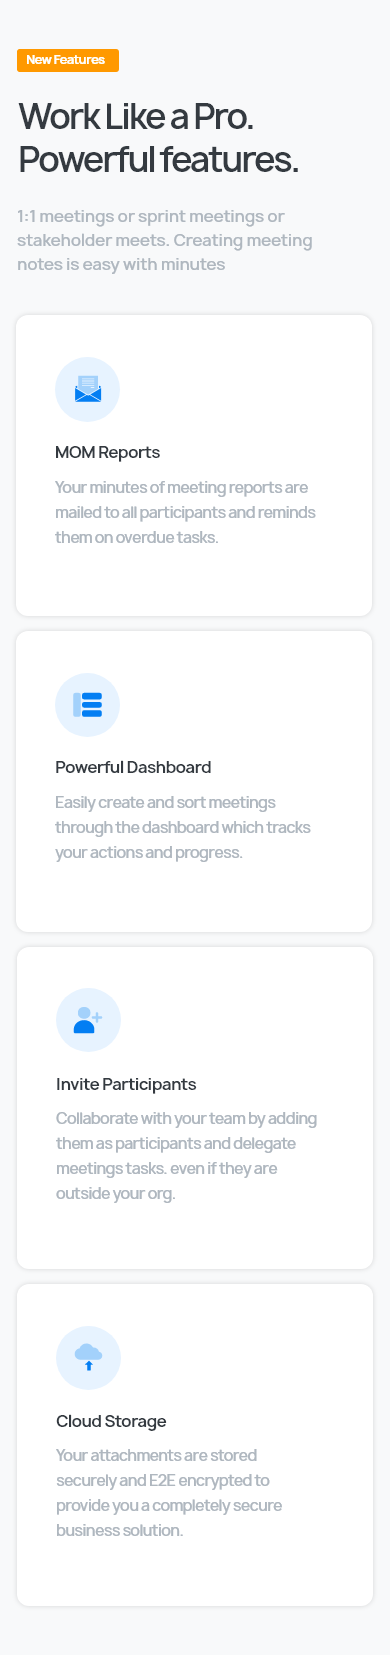 New Features
Work Like a Pro.
Powerful features.
1:1 meetings or sprint meetings or
stakeholder meets. Creating meeting
notes is easy with minutes
MOM Reports
Your minutes of meeting reports are
mailed to all participants and reminds
them on overdue tasks.
Powerful Dashboard
Easily create and sort meetings
through the dashboard which tracks
your actions and progress.
Invite Participants
Collaborate with your team by adding
them as participants and delegate
meetings tasks. even if they are
outside your org.
Cloud Storage
Your attachments are stored
securely and E2E encrypted to
provide you a completely secure
business solution.